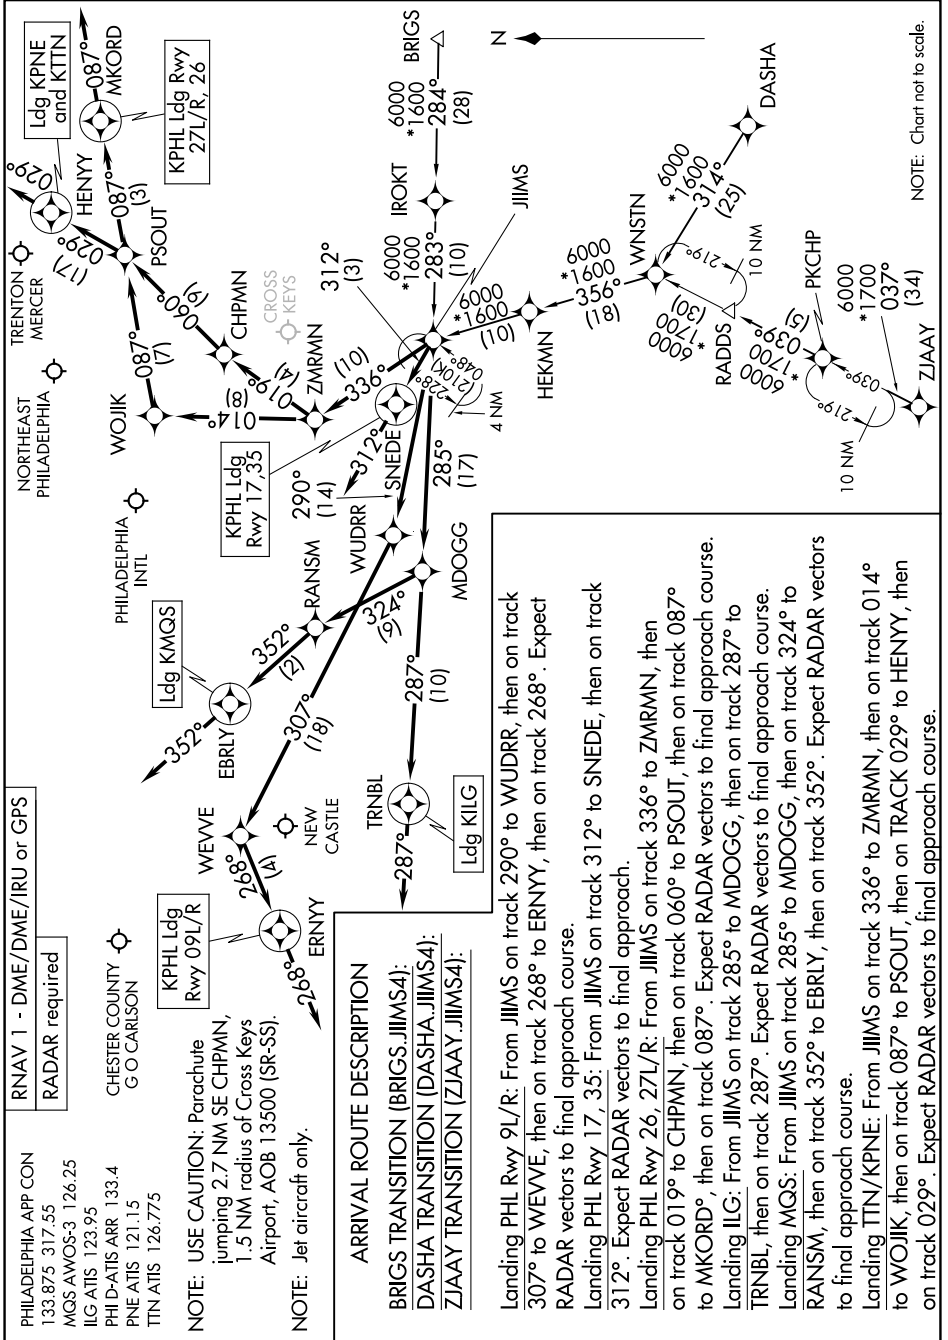 RNAV 1 - DME/DME/IRU or GPS
RADAR required
PHILADELPHIA APP CON
133.875 317.55
MQS AWOS-3 126.25
ILG ATIS 123.95
PHI D-ATIS ARR 133.4
PNE ATIS 121.15
TTN ATIS 126.775
NOTE: USE CAUTION: Parachute
jumping 2.7 NM SE CHPMN,
1.5 NM radius of Cross Keys
Airport, AOB 13500 (SR-SS).
NOTE: Jet aircraft only.
CHESTER COUNTY
G O CARLSON
KPHL Ldg
Rwy 09L/R
268°
ERNYY
268°
(4)
WEVVE
NEW
CASTLE
307°
(18)
352°
EBRLY
Ldg KMQS
352°
(2)
RANSM
324°
(9)
PHILADELPHIA
INTL
NORTHEAST
PHILADELPHIA
TRENTON
MERCER
WOJIK
087°
(7)
014°
(8)
029°
HENYY
Ldg KPNE
and KTTN
029°
(17)
087°
MKORD
KPHL Ldg Rwy
27L/R, 26
087°
(3)
PSOUT
060°
(9)
CHPMN
CROSS
KEYS
019°
(4)
ZMRMN
336°
(10)
312°
(3)
KPHL Ldg
Rwy 17,35
312°
SNEDE
290°
(14)
WUDRR
285°
(17)
MDOGG
287°
(10)
TRNBL
287°
Ldg KILG
228°
(210K)
048°
4 NM
JIIMS
6000
*1600
283°
(10)
IROKT
6000
*1600
284°
(28)
BRIGS
N
6000
*1600
(10)
HEKMN
6000
*1600
356°
(18)
WNSTN
6000
*1600
314°
(25)
DASHA
219°
10 NM
6000
*1700
(30)
RADDS
6000
*1700
039°
(5)
PKCHP
219°
039°
10 NM
6000
*1700
037°
(34)
ZJAAY
NOTE: Chart not to scale.
ARRIVAL ROUTE DESCRIPTION
BRIGS TRANSITION (BRIGS.JIIMS4):
DASHA TRANSITION (DASHA.JIIMS4):
ZJAAY TRANSITION (ZJAAY.JIIMS4):
Landing PHL Rwy 9L/R: From JIIMS on track 290° to WUDRR, then on track
307° to WEVVE, then on track 268° to ERNYY, then on track 268°. Expect
RADAR vectors to final approach course.
Landing PHL Rwy 17, 35: From JIIMS on track 312° to SNEDE, then on track
312°. Expect RADAR vectors to final approach.
Landing PHL Rwy 26, 27L/R: From JIIMS on track 336° to ZMRMN, then
on track 019° to CHPMN, then on track 060° to PSOUT, then on track 087°
to MKORD, then on track 087°. Expect RADAR vectors to final approach course.
Landing ILG: From JIIMS on track 285° to MDOGG, then on track 287° to
TRNBL, then on track 287°. Expect RADAR vectors to final approach course.
Landing MQS: From JIIMS on track 285° to MDOGG, then on track 324° to
RANSM, then on track 352° to EBRLY, then on track 352°. Expect RADAR vectors
to final approach course.
Landing TTN/KPNE: From JIIMS on track 336° to ZMRMN, then on track 014°
to WOJIK, then on track 087° to PSOUT, then on TRACK 029° to HENYY, then
on track 029°. Expect RADAR vectors to final approach course.